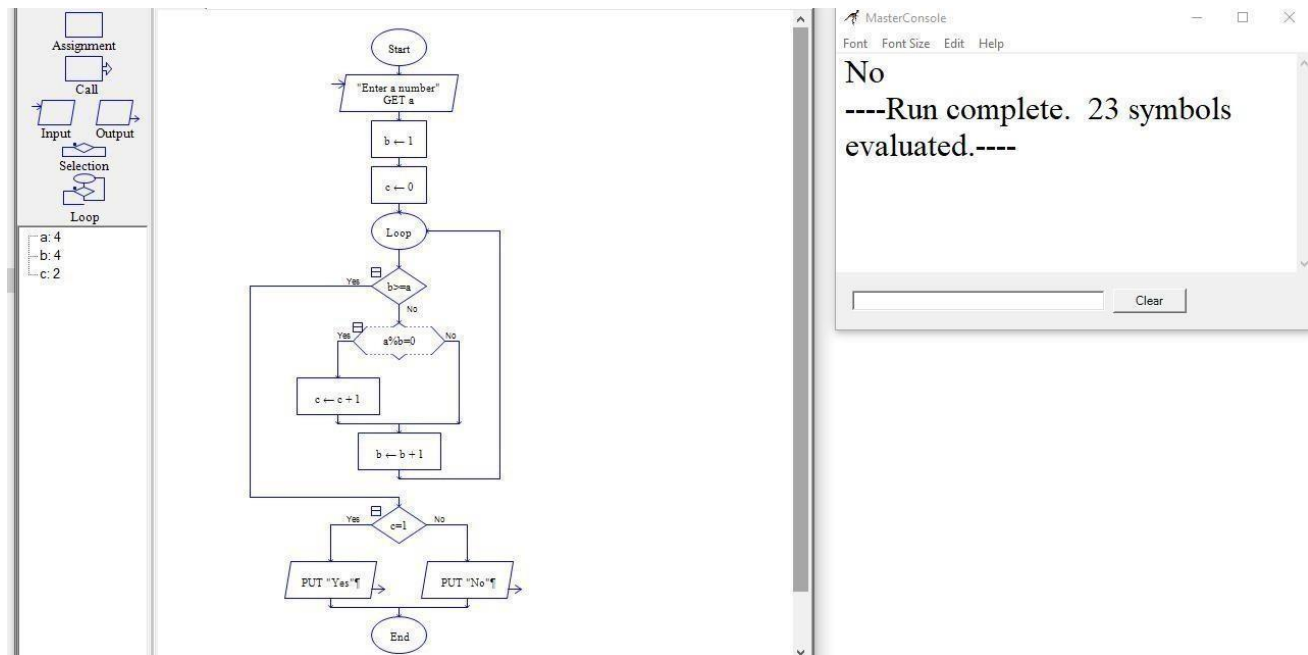 Assignment
Call
Input Output
Selection
Loop
a: 4
b: 4
c: 2
Start
"Enter a number"
GET a
b ← 1
c ← 0
Loop
Yes
b>=a
No
Yes
a%b=0
No
c ← c + 1
b ← b + 1
Yes
c=1
No
PUT "Yes"¶
PUT "No"¶
End
MasterConsole
Font Font Size Edit Help
No
----Run complete. 23 symbols
evaluated.----
Clear